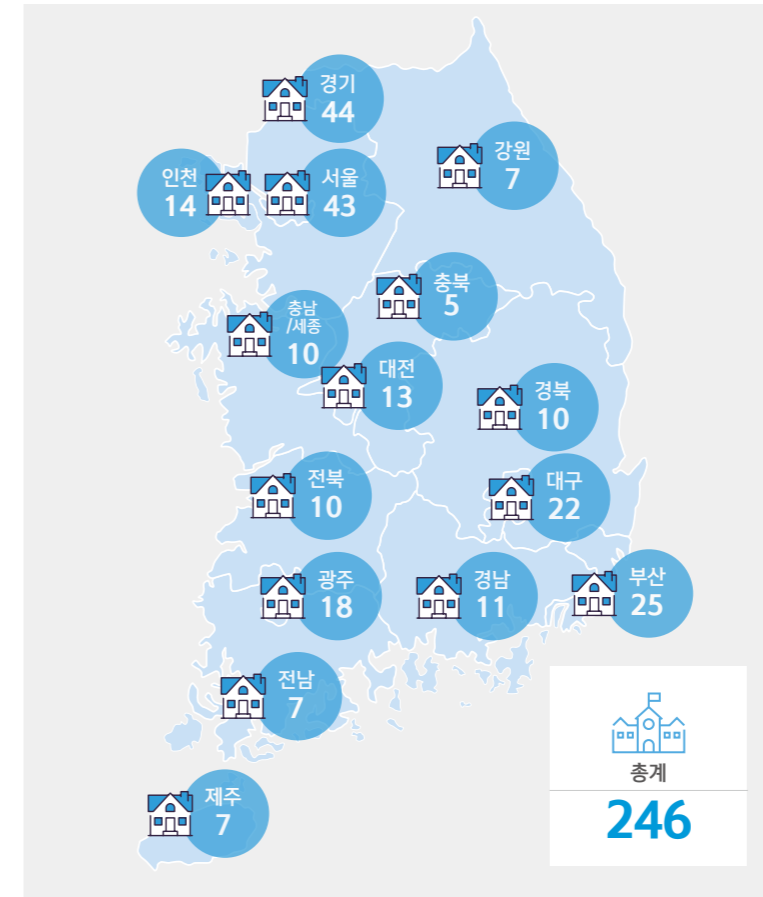 경기
44
강원
7
인천
14
서울
43
충북
5
충남
/세종
10
대전
13
경북
10
전북
10
대구
22
광주
18
경남
11
부산
25
전남
7
제주
7
총계
246